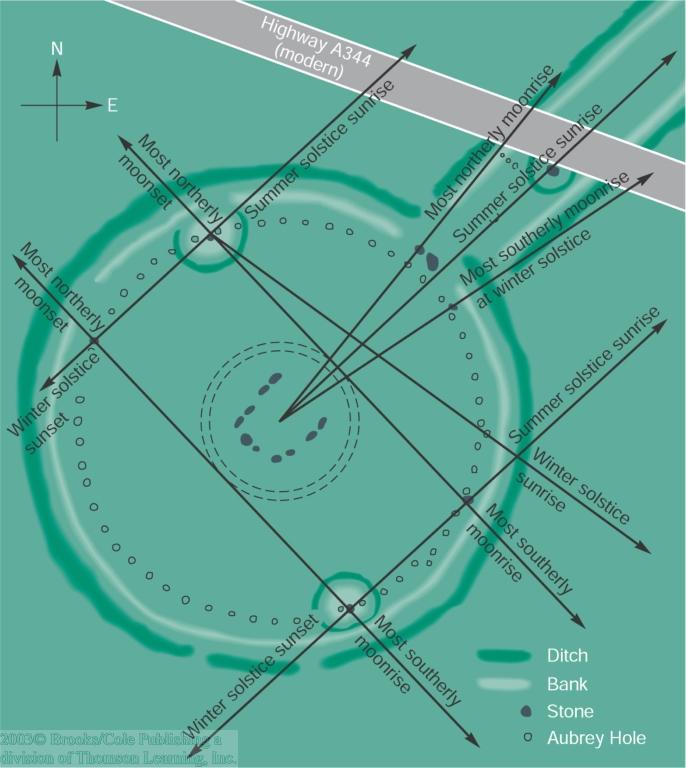 Highway A344
(modern)
N
E
Most northerly
moonset
Summer solstice sunrise
Most northerly moonrise
Summer solstice sunrise
Most southerly moonrise
at winter solstice
Most northerly
moonset
Winter solstice
sunset
Summer solstice sunrise
Winter solstice
sunrise
Most southerly
moonrise
Winter solstice sunset
Most southerly
moonrise
Ditch
Bank
Stone
Aubrey Hole
2003© Brooks/Cole Publishing a
division of Thomson Learning, Inc.